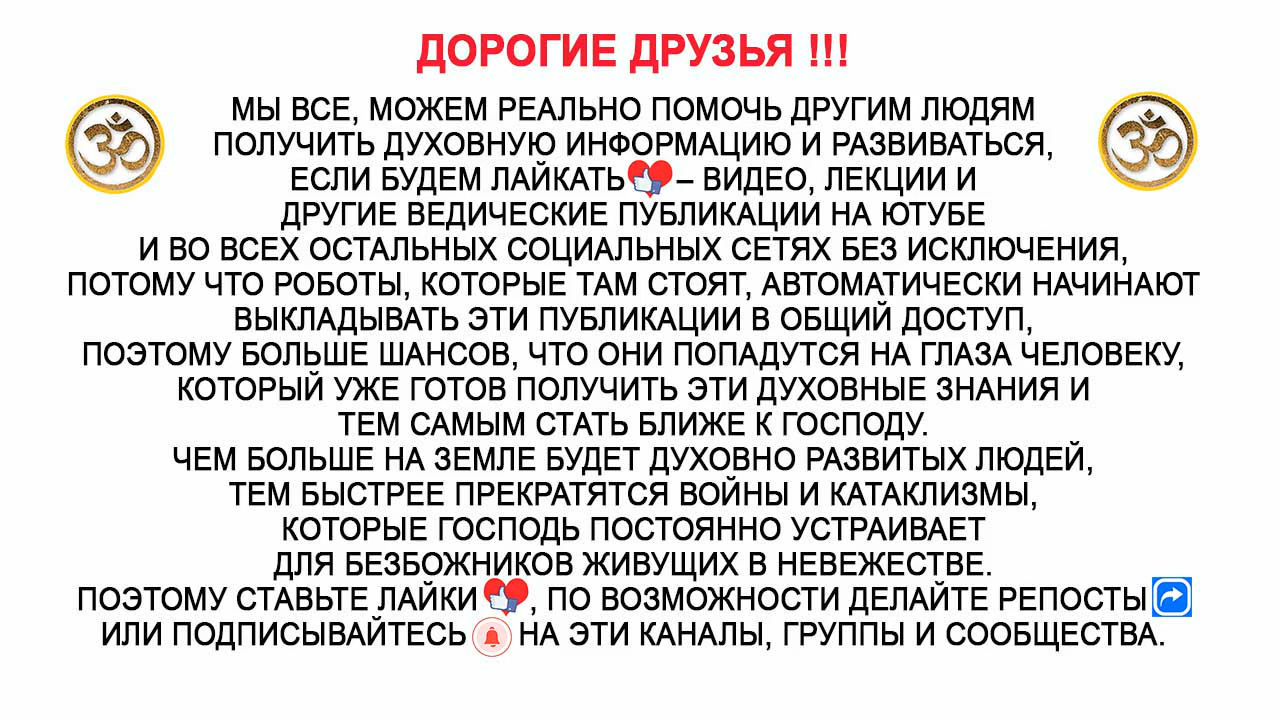 ДОРОГИЕ ДРУЗЬЯ !!!
МЫ ВСЕ, МОЖЕМ РЕАЛЬНО ПОМОЧЬ ДРУГИМ ЛЮДЯМ
ПОЛУЧИТЬ ДУХОВНУЮ ИНФОРМАЦИЮ И РАЗВИВАТЬСЯ,
ЕСЛИ БУДЕМ ЛАЙКАТЬ – ВИДЕО, ЛЕКЦИИ И
ДРУГИЕ ВЕДИЧЕСКИЕ ПУБЛИКАЦИИ НА ЮТУБЕ
И ВО ВСЕХ ОСТАЛЬНЫХ СОЦИАЛЬНЫХ СЕТЯХ БЕЗ ИСКЛЮЧЕНИЯ,
ПОТОМУ ЧТО РОБОТЫ, КОТОРЫЕ ТАМ СТОЯТ, АВТОМАТИЧЕСКИ НАЧИНАЮТ
ВЫКЛАДЫВАТЬ ЭТИ ПУБЛИКАЦИИ В ОБЩИЙ ДОСТУП,
ПОЭТОМУ БОЛЬШЕ ШАНСОВ, ЧТО ОНИ ПОПАДУТСЯ НА ГЛАЗА ЧЕЛОВЕКУ,
КОТОРЫЙ УЖЕ ГОТОВ ПОЛУЧИТЬ ЭТИ ДУХОВНЫЕ ЗНАНИЯ И
ТЕМ САМЫМ СТАТЬ БЛИЖЕ К ГОСПОДУ.
ЧЕМ БОЛЬШЕ НА ЗЕМЛЕ БУДЕТ ДУХОВНО РАЗВИТЫХ ЛЮДЕЙ,
ТЕМ БЫСТРЕЕ ПРЕКРАТЯТСЯ ВОЙНЫ И КАТАКЛИЗМЫ,
КОТОРЫЕ ГОСПОДЬ ПОСТОЯННО УСТРАИВАЕТ
ДЛЯ БЕЗБОЖНИКОВ ЖИВУЩИХ В НЕВЕЖЕСТВЕ.
ПОЭТОМУ СТАВЬТЕ ЛАЙКИ , ПО ВОЗМОЖНОСТИ ДЕЛАЙТЕ РЕПОСТЫ
ИЛИ ПОДПИСЫВАЙТЕСЬ НА ЭТИ КАНАЛЫ, ГРУППЫ И СООБЩЕСТВА.
ॐ
ॐ